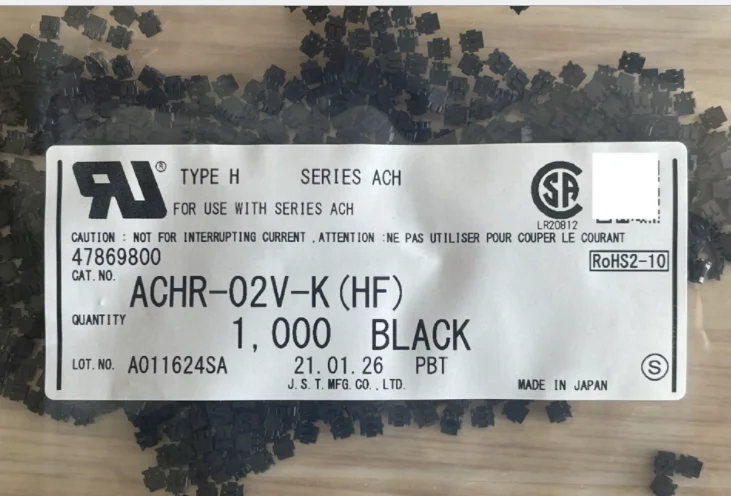 ® TYPE H SERIES ACH
FOR USE WITH SERIES ACH
LR20812
CAUTION : NOT FOR INTERRUPTING CURRENT , ATTENTION :NE PAS UTILISER POUR COUPER LE COURANT
47869800
RoHS2-10
CAT. NO. ACHR-02V-K (HF)
QUANTITY 1,000 BLACK
LOT. NO. A011624SA 21.01.26 PBT
J.S.T. MFG. CO., LTD. MADE IN JAPAN
S